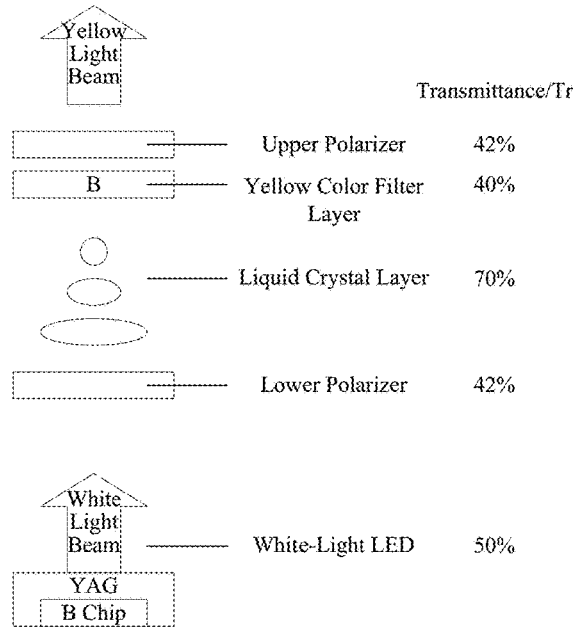 Yellow
Light
Beam
Transmittance/Tr
Upper Polarizer 42%
B Yellow Color Filter 40%
Layer
Liquid Crystal Layer 70%
Lower Polarizer 42%
White
Light
Beam White-Light LED 50%
YAG
B Chip